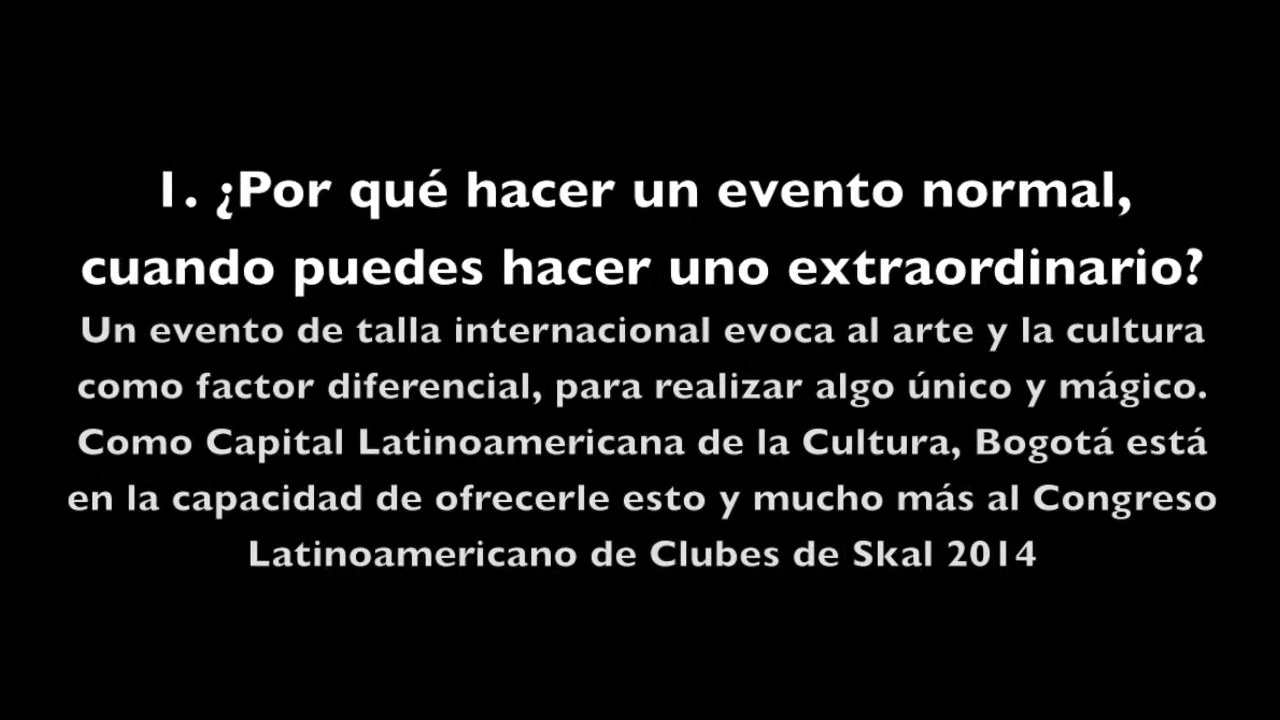 1. ¿Por qué hacer un evento normal,
cuando puedes hacer uno extraordinario?
Un evento de talla internacional evoca al arte y la cultura
como factor diferencial, para realizar algo único y mágico.
Como Capital Latinoamericana de la Cultura, Bogotá está
en la capacidad de ofrecerle esto y mucho más al Congreso
Latinoamericano de Clubes de Skal 2014